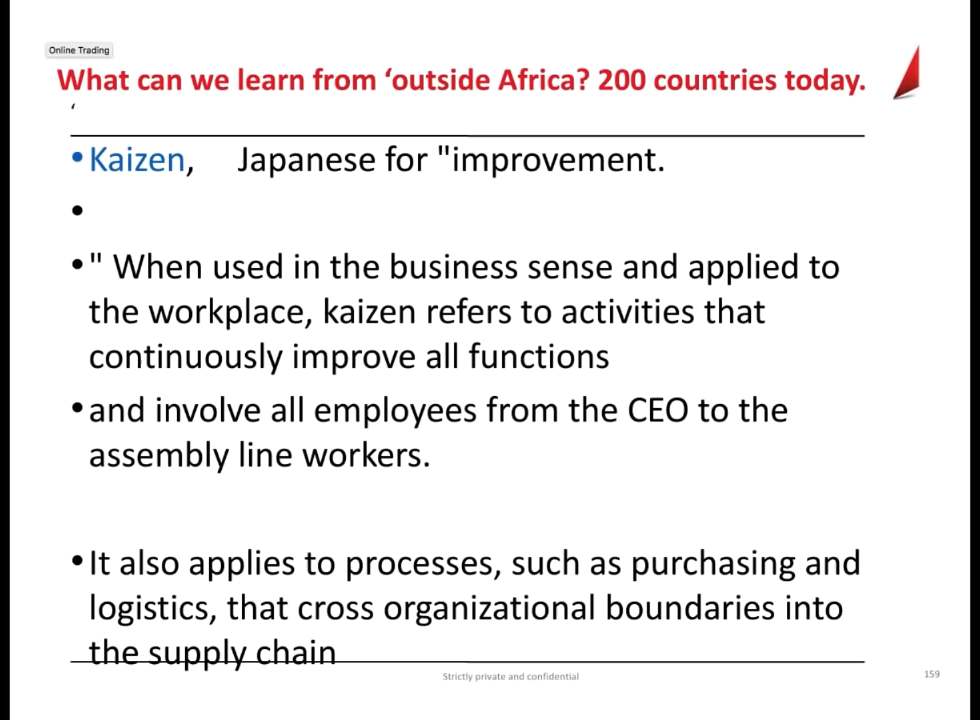 Online Trading
What can we learn from ‘outside Africa? 200 countries today.
‘
•Kaizen, Japanese for "improvement.
•
•" When used in the business sense and applied to
the workplace, kaizen refers to activities that
continuously improve all functions
•and involve all employees from the CEO to the
assembly line workers.
•It also applies to processes, such as purchasing and
logistics, that cross organizational boundaries into
the supply chain
Strictly private and confidential
159